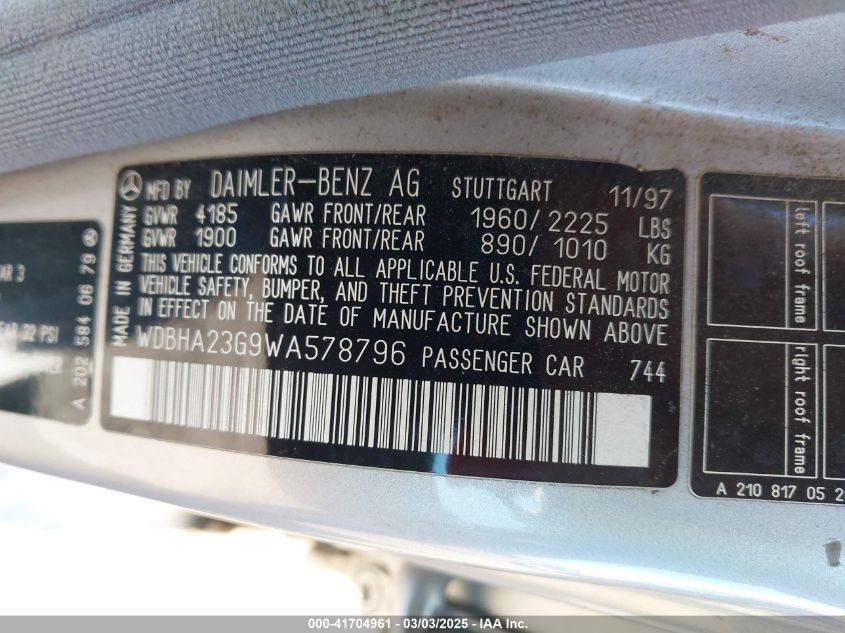 MFD BY DAIMLER-BENZ AG STUTTGART 11/97
GVWR 4185 GAWR FRONT/REAR 1960/2225 LBS
GVWR 1900 GAWR FRONT/REAR 890/1010 KG
THIS VEHICLE CONFORMS TO ALL APPLICABLE U.S. FEDERAL MOTOR
VEHICLE SAFETY, BUMPER, AND THEFT PREVENTION STANDARDS
IN EFFECT ON THE DATE OF MANUFACTURE SHOWN ABOVE
WDBHA23G9WA578796 PASSENGER CAR 744
MADE IN GERMANY
A 202 584 06 79
32 PSI
left roof frame
right roof frame
A 210 817 05
000-41704961 - 03/03/2025 - IAA Inc.